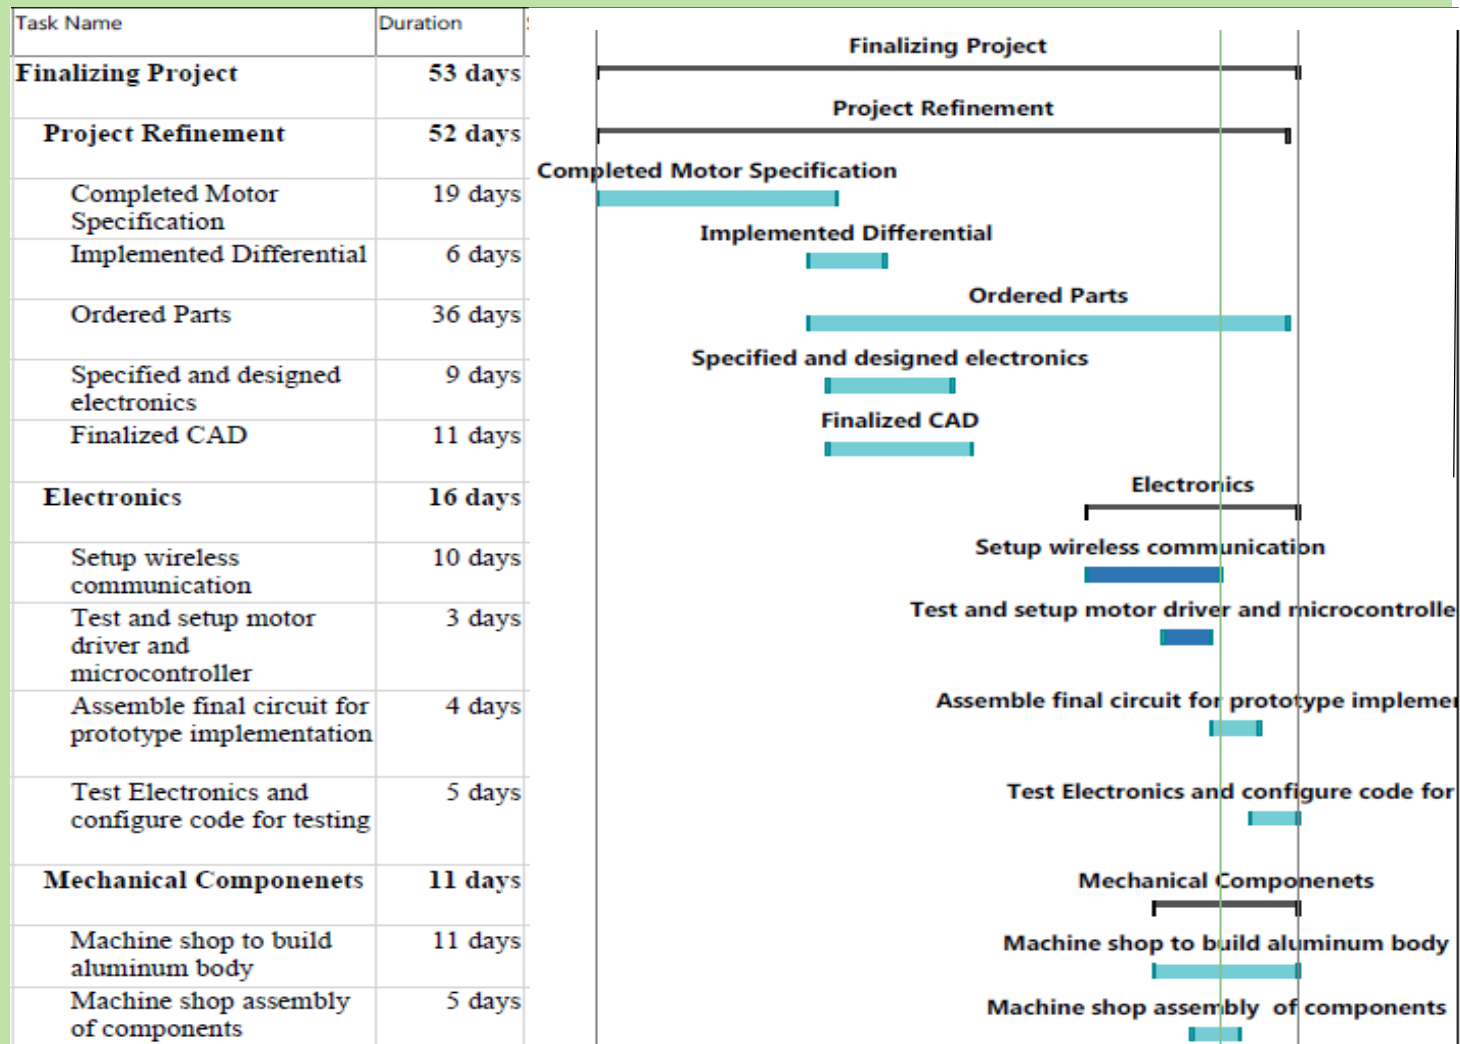 Task Name Duration
Finalizing Project 53 days
Project Refinement 52 days
Completed Motor 19 days
Specification
Implemented Differential 6 days
Ordered Parts 36 days
Specified and designed 9 days
electronics
Finalized CAD 11 days
Electronics 16 days
Setup wireless 10 days
communication
Test and setup motor 3 days
driver and
microcontroller
Assemble final circuit for 4 days
prototype implementation
Test Electronics and 5 days
configure code for testing
Mechanical Componenets 11 days
Machine shop to build 11 days
aluminum body
Machine shop assembly 5 days
of components
Finalizing Project
Project Refinement
Completed Motor Specification
Implemented Differential
Ordered Parts
Specified and designed electronics
Finalized CAD
Electronics
Setup wireless communication
Test and setup motor driver and microcontrolle
Assemble final circuit for prototype implemer
Test Electronics and configure code for
Mechanical Componenets
Machine shop to build aluminum body
Machine shop assembly of components